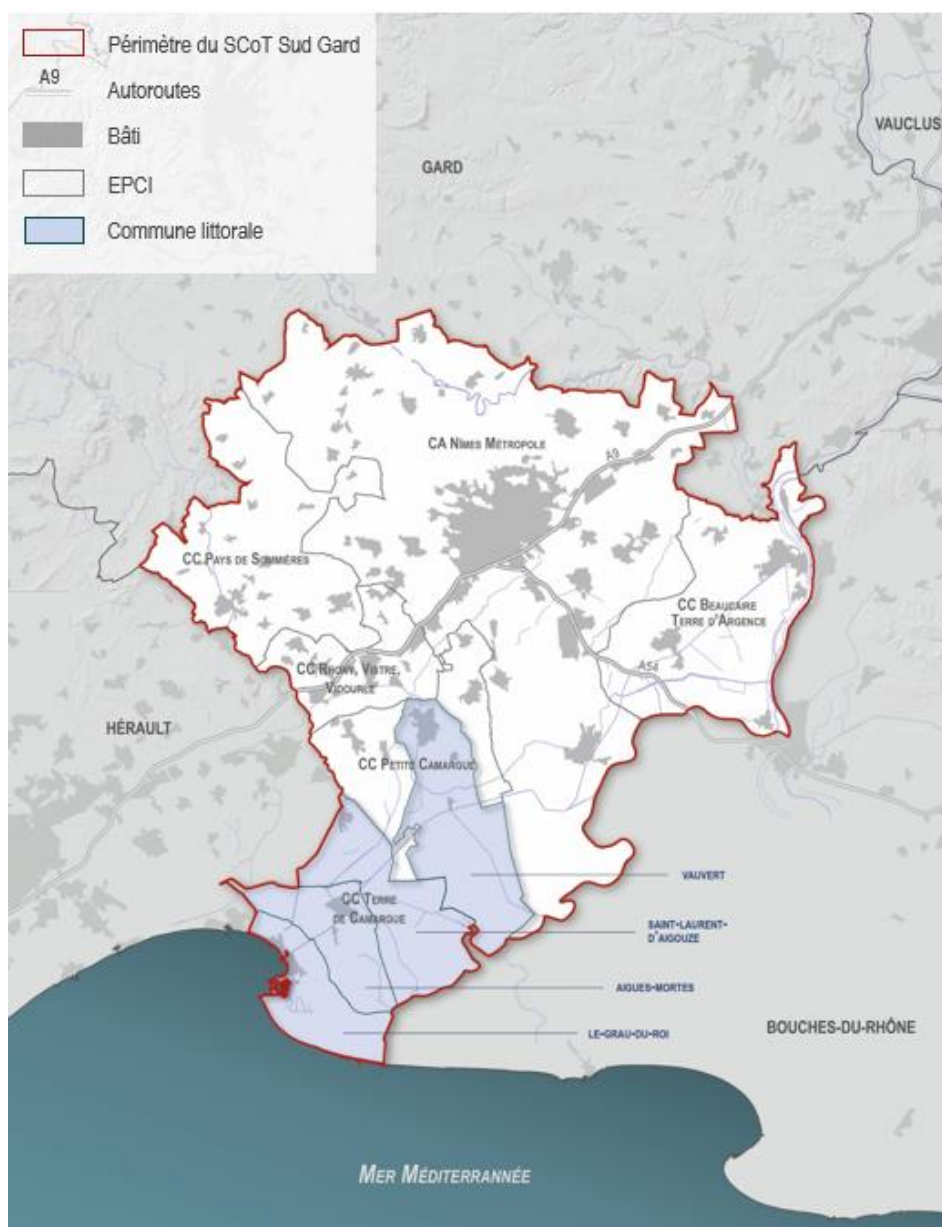 Périmètre du SCoT Sud Gard
A9
Autoroutes
Bâti
EPCI
Commune littorale
VAUCLUS
GARD
CA NÎMES MÉTROPOLE
A9
CC PAYS DE SOMMIÈRES
CC BEAUCAIRE
TERRE D'ARGENCE
A54
CC RHONY, VISTRE,
VIDOURLE
HÉRAULT
CC PETITE CAMARGUE
VAUVERT
CC TERRE
DE CAMARGUE
SAINT-LAURENT-
D'AIGOUZE
AIGUES-MORTES
BOUCHES-DU-RHÔNE
LE-GRAU-DU-ROI
MER MÉDITERRANNÉE